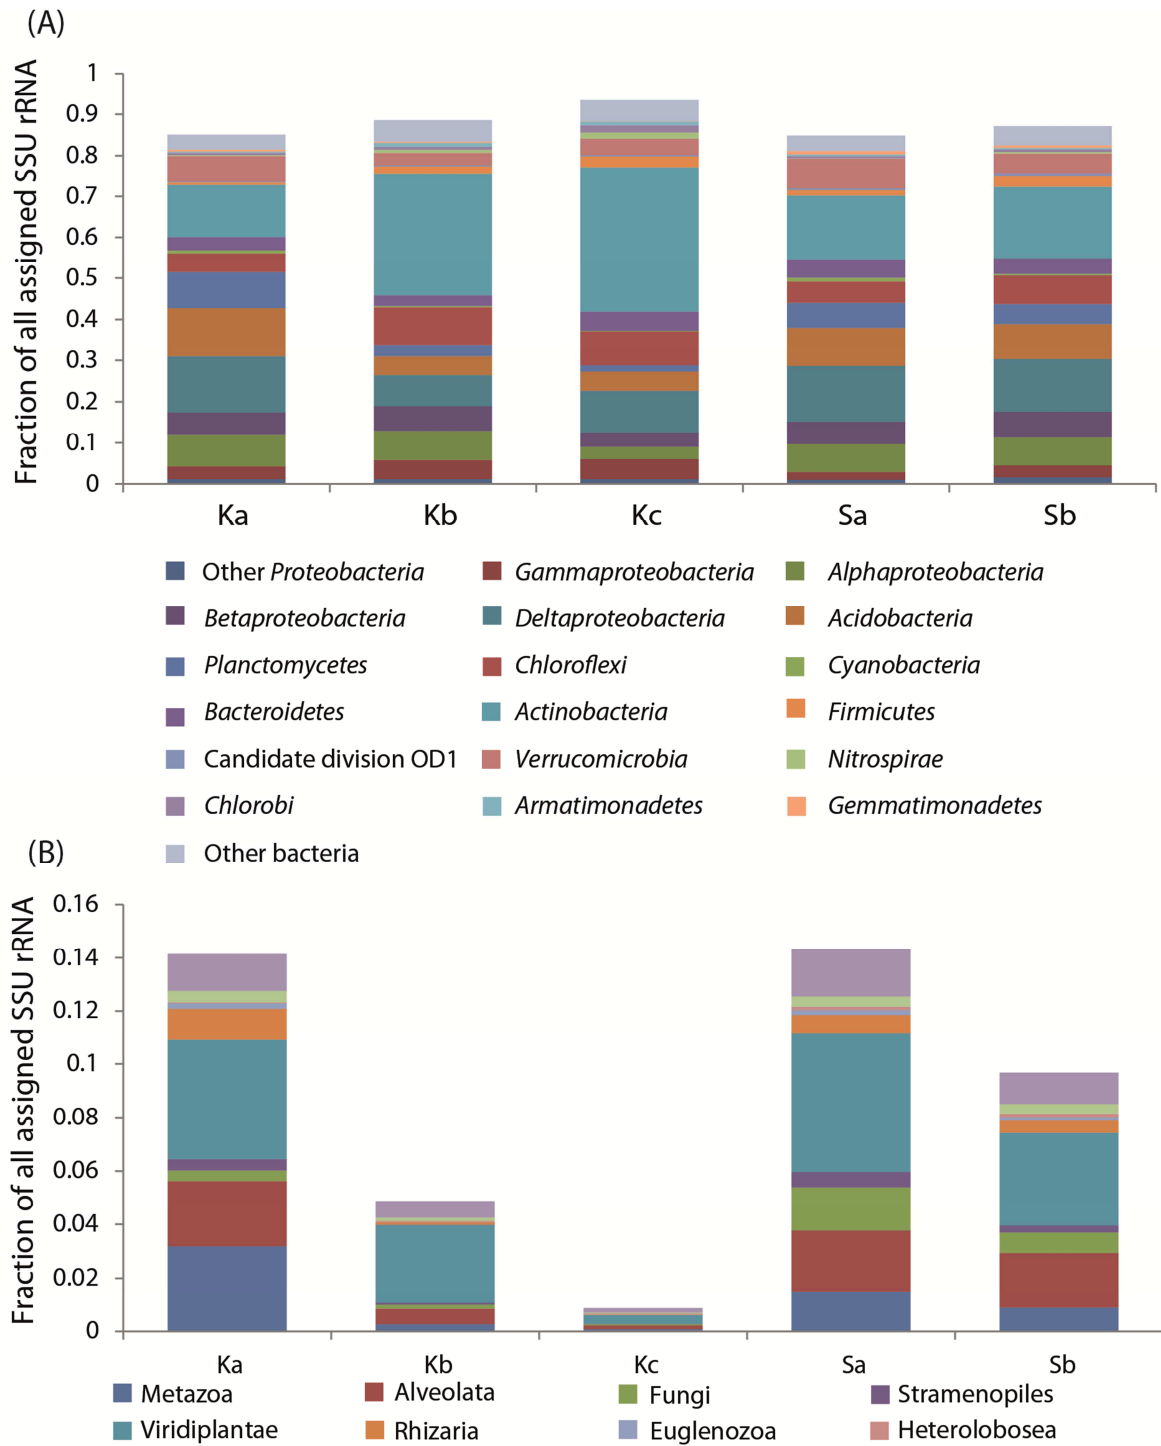 (A)
Fraction of all assigned SSU rRNA
1
0.9
0.8
0.7
0.6
0.5
0.4
0.3
0.2
0.1
0
Ka Kb Kc Sa Sb
Other Proteobacteria Gammaproteobacteria Alphaproteobacteria
Betaproteobacteria Deltaproteobacteria Acidobacteria
Planctomycetes Chloroflexi Cyanobacteria
Bacteroidetes Actinobacteria Firmicutes
Candidate division OD1 Verrucomicrobia Nitrospirae
Chlorobi Armatimonadetes Gemmatimonadetes
Other bacteria
(B)
Fraction of all assigned SSU rRNA
0.16
0.14
0.12
0.1
0.08
0.06
0.04
0.02
0
Ka Kb Kc Sa Sb
Metazoa Alveolata Fungi Stramenopiles
Viridiplantae Rhizaria Euglenozoa Heterolobosea